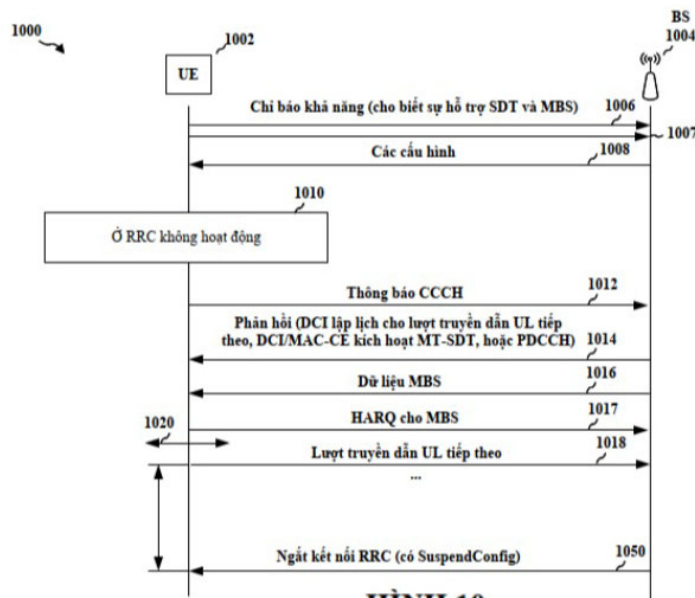 1000
UE
1002
BS
1004
Chỉ báo khả năng (cho biết sự hỗ trợ SDT và MBS)
1006
1007
Các cấu hình
1008
1010
Ở RRC không hoạt động
Thông báo CCCH
1012
Phản hồi (DCI lập lịch cho lượt truyền dẫn UL tiếp
theo, DCI/MAC-CE kích hoạt MT-SDT, hoặc PDCCH)
1014
Dữ liệu MBS
1016
HARQ cho MBS
1017
1020
Lượt truyền dẫn UL tiếp theo
1018
...
Ngắt kết nối RRC (có SuspendConfig)
1050
HÌNH 10